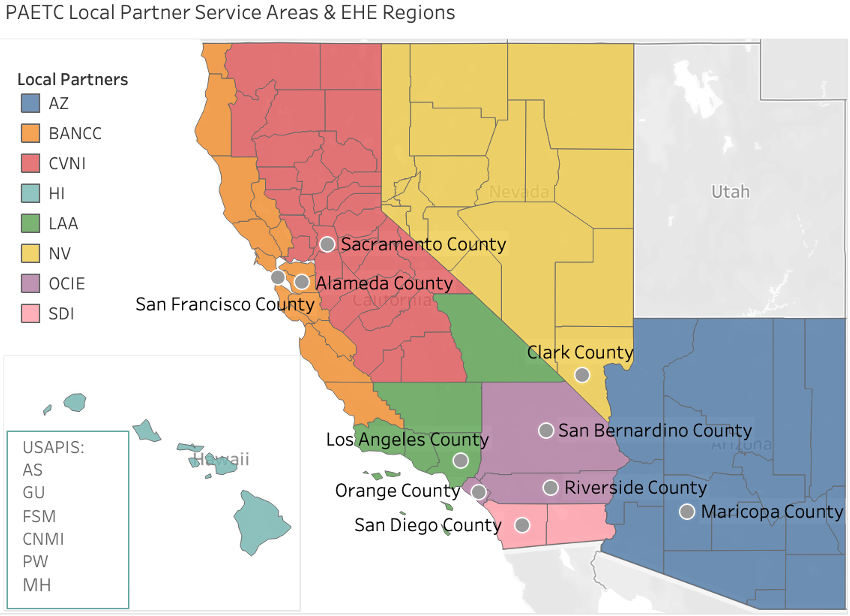 PAETC Local Partner Service Areas & EHE Regions
Local Partners
AZ
BANCC
CVNI
HI
LAA
NV
OCIE
SDI
Nevada
Utah
Sacramento County
Alameda County
California
San Francisco County
Clark County
San Bernardino County
Los Angeles County
Arizona
Hawaii
Orange County
Riverside County
Maricopa County
San Diego County
USAPIS:
AS
GU
FSM
CNMI
PW
MH